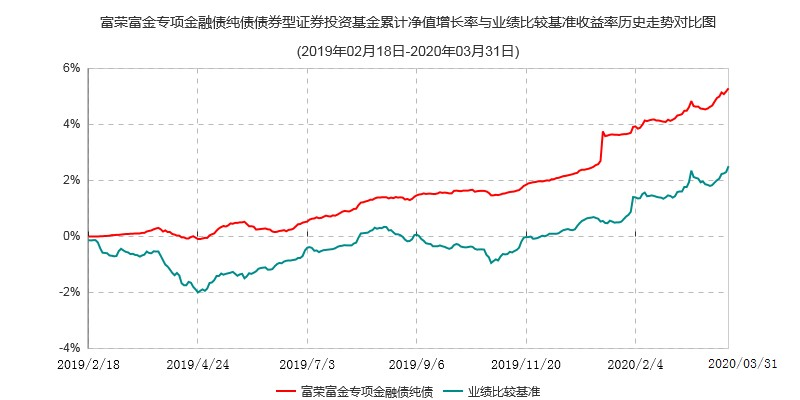 富荣富金专项金融债纯债债券型证券投资基金累计净值增长率与业绩比较基准收益率历史走势对比图
(2019年02月18日-2020年03月31日)
6%
4%
2%
0%
-2%
-4%
2019/2/18 2019/4/24 2019/7/3 2019/9/6 2019/11/20 2020/2/4 2020/03/31
富荣富金专项金融债纯债 业绩比较基准